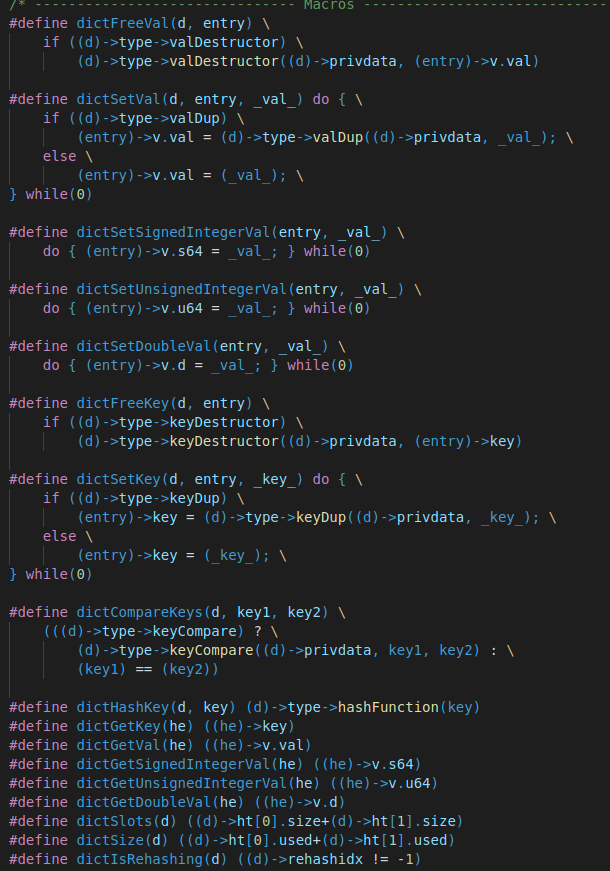 /* ------------------------------- Macros ------------------------------------
#define dictFreeVal(d, entry) \
    if ((d)->type->valDestructor) \
        (d)->type->valDestructor((d)->privdata, (entry)->v.val)

#define dictSetVal(d, entry, _val_) do { \
    if ((d)->type->valDup) \
        (entry)->v.val = (d)->type->valDup((d)->privdata, _val_); \
    else \
        (entry)->v.val = (_val_); \
} while(0)

#define dictSetSignedIntegerVal(entry, _val_) \
    do { (entry)->v.s64 = _val_; } while(0)

#define dictSetUnsignedIntegerVal(entry, _val_) \
    do { (entry)->v.u64 = _val_; } while(0)

#define dictSetDoubleVal(entry, _val_) \
    do { (entry)->v.d = _val_; } while(0)

#define dictFreeKey(d, entry) \
    if ((d)->type->keyDestructor) \
        (d)->type->keyDestructor((d)->privdata, (entry)->key)

#define dictSetKey(d, entry, _key_) do { \
    if ((d)->type->keyDup) \
        (entry)->key = (d)->type->keyDup((d)->privdata, _key_); \
    else \
        (entry)->key = (_key_); \
} while(0)

#define dictCompareKeys(d, key1, key2) \
    (((d)->type->keyCompare) ? \
        (d)->type->keyCompare((d)->privdata, key1, key2) : \
        (key1) == (key2))

#define dictHashKey(d, key) (d)->type->hashFunction(key)
#define dictGetKey(he) ((he)->key)
#define dictGetVal(he) ((he)->v.val)
#define dictGetSignedIntegerVal(he) ((he)->v.s64)
#define dictGetUnsignedIntegerVal(he) ((he)->v.u64)
#define dictGetDoubleVal(he) ((he)->v.d)
#define dictSlots(d) ((d)->ht[0].size+(d)->ht[1].size)
#define dictSize(d) ((d)->ht[0].used+(d)->ht[1].used)
#define dictIsRehashing(d) ((d)->rehashidx != -1)